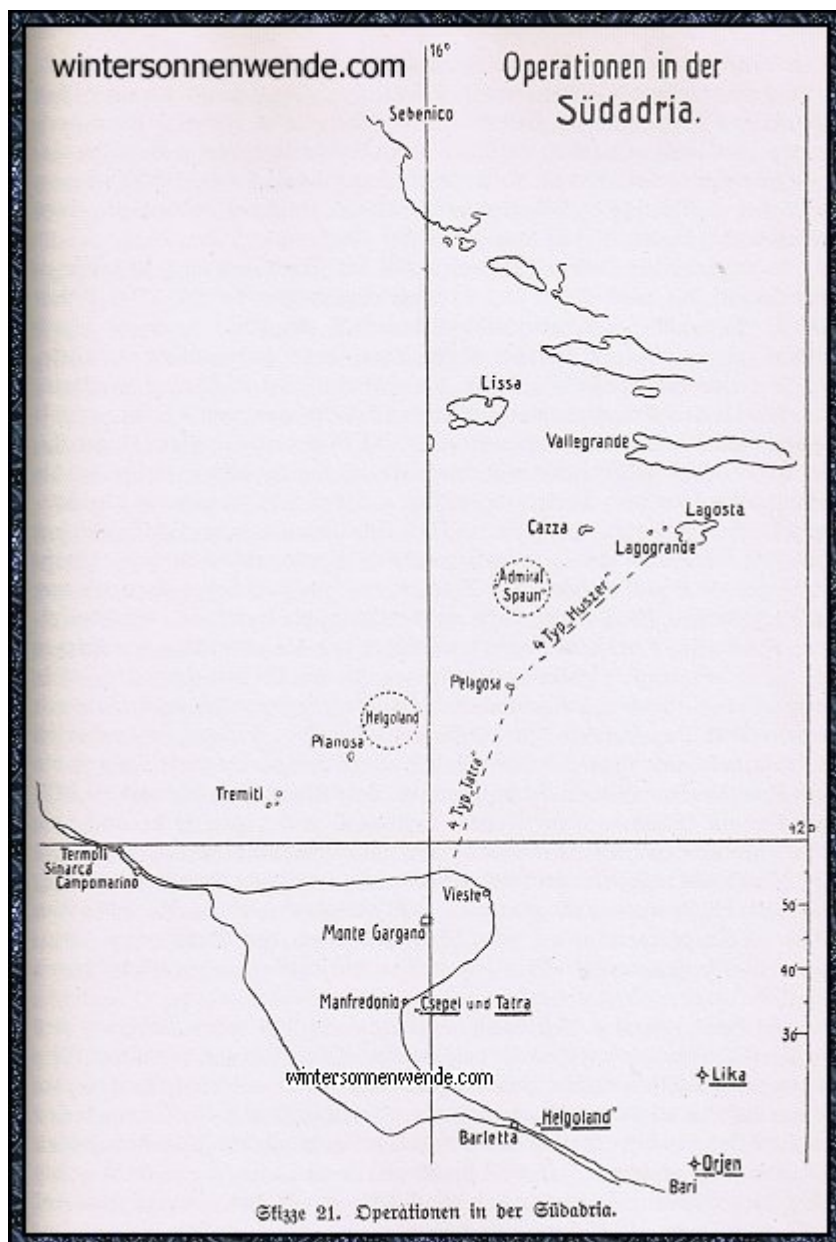 wintersonnenwende.com
16°
Operationen in der
Südadria.
Sebenico
Lissa
Vallegrande
Cazza
Lagosta
Lagogrande
„Admiral
Spaun“
4 Typ „Huszar“
Pelagosa
Helgoland
Pianosa
4 Typ „Tatra“
Tremiti
42°
Termoli
Sinarca
Campomarino
Vieste
50'
Monte Gargano
40'
Manfredonia
„Csepel und Tatra
30
Lika
wintersonnenwende.com
„Helgoland“
Barletta
Orjen
Bari
Skizze 21. Operationen in der Südadria.